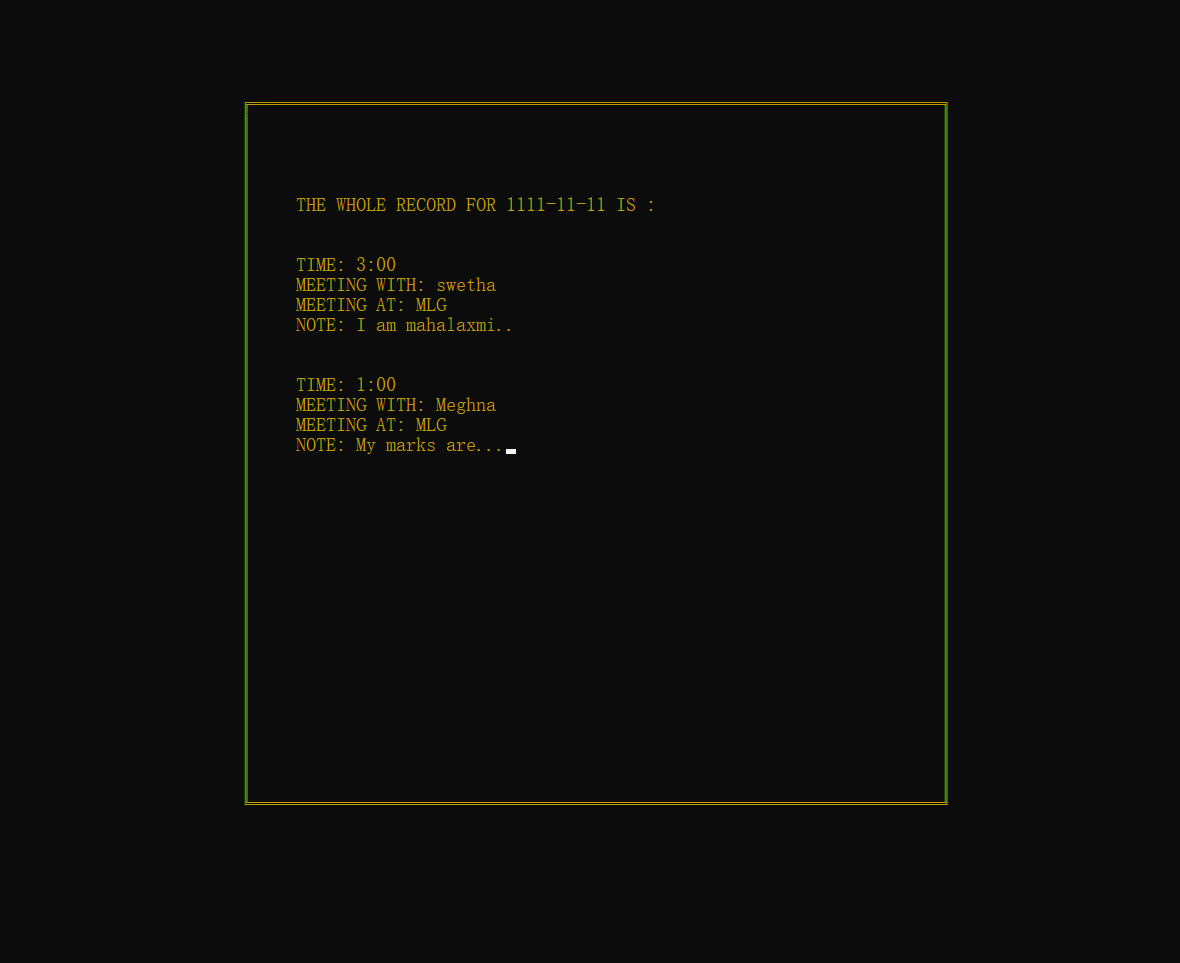 THE WHOLE RECORD FOR 1111-11-11 IS :
TIME: 3:00
MEETING WITH: swetha
MEETING AT: MLG
NOTE: I am mahalaxmi..
TIME: 1:00
MEETING WITH: Meghna
MEETING AT: MLG
NOTE: My marks are...